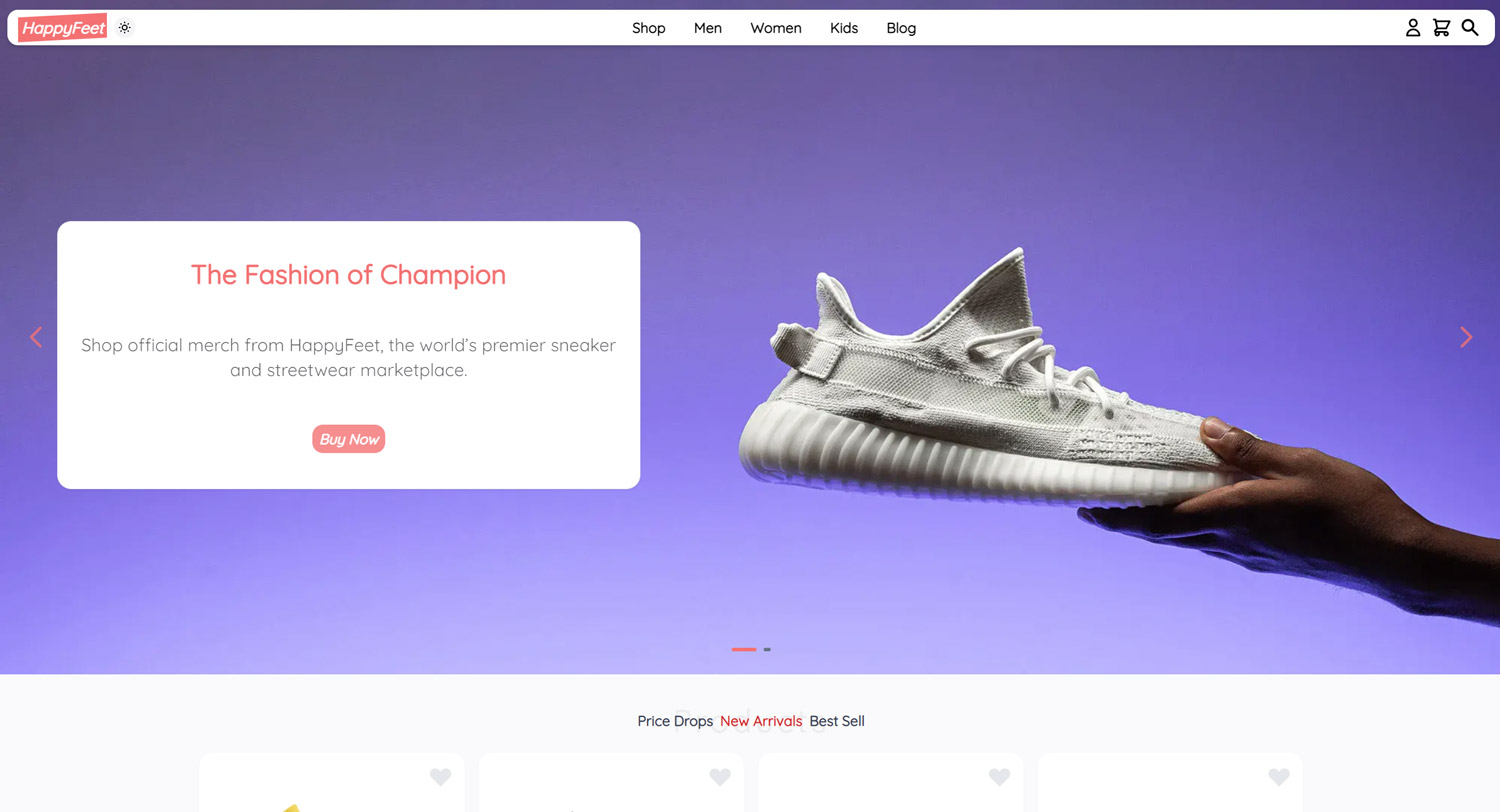 HappyFeet
Shop Men Women Kids Blog
The Fashion of Champion
Shop official merch from HappyFeet, the world's premier sneaker
and streetwear marketplace.
Buy Now
Price Drops New Arrivals Best Sell